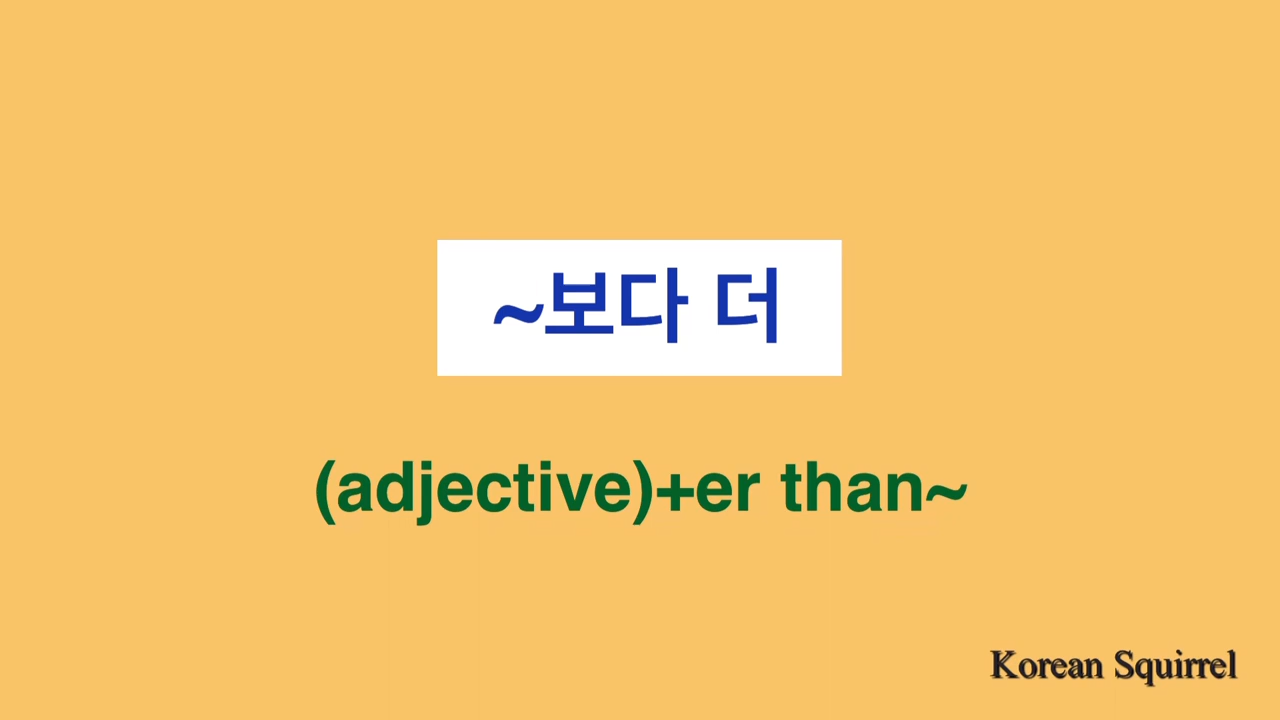 ~보다 더
(adjective)+er than~
Korean Squirrel